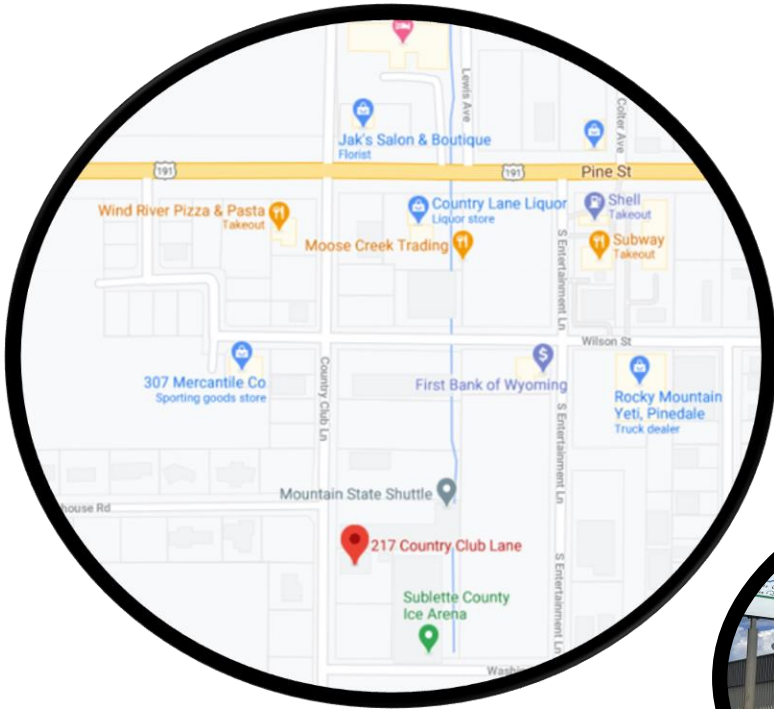 Lewis Ave
Colter Ave
Jak's Salon & Boutique
Florist
191
191
Pine St
Wind River Pizza & Pasta
Takeout
Country Lane Liquor
Liquor store
Shell
Takeout
Moose Creek Trading
Subway
Takeout
S Entertainment Ln
Wilson St
307 Mercantile Co
Sporting goods store
Country Club Ln
First Bank of Wyoming
$
Rocky Mountain
Yeti, Pinedale
Truck dealer
S Entertainment Ln
Mountain State Shuttle
house Rd
217 Country Club Lane
S Entertainment Ln
Sublette County
Ice Arena
Washi